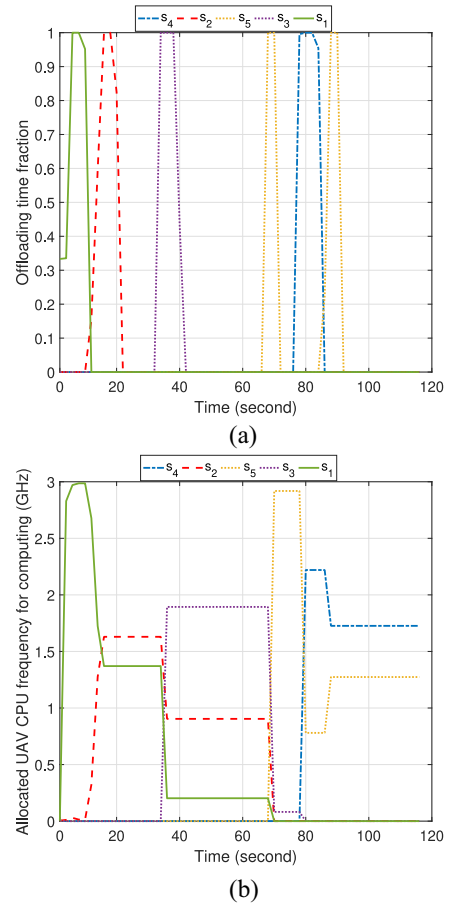 s4 s2 s5 s3 s1
1
0.9
0.8
0.7
0.6
0.5
0.4
0.3
0.2
0.1
0
Offloading time fraction
0 20 40 60 80 100 120
Time (second)
(a)
s4 s2 s5 s3 s1
3
2.5
2
1.5
1
0.5
0
Allocated UAV CPU frequency for computing (GHz)
0 20 40 60 80 100 120
Time (second)
(b)